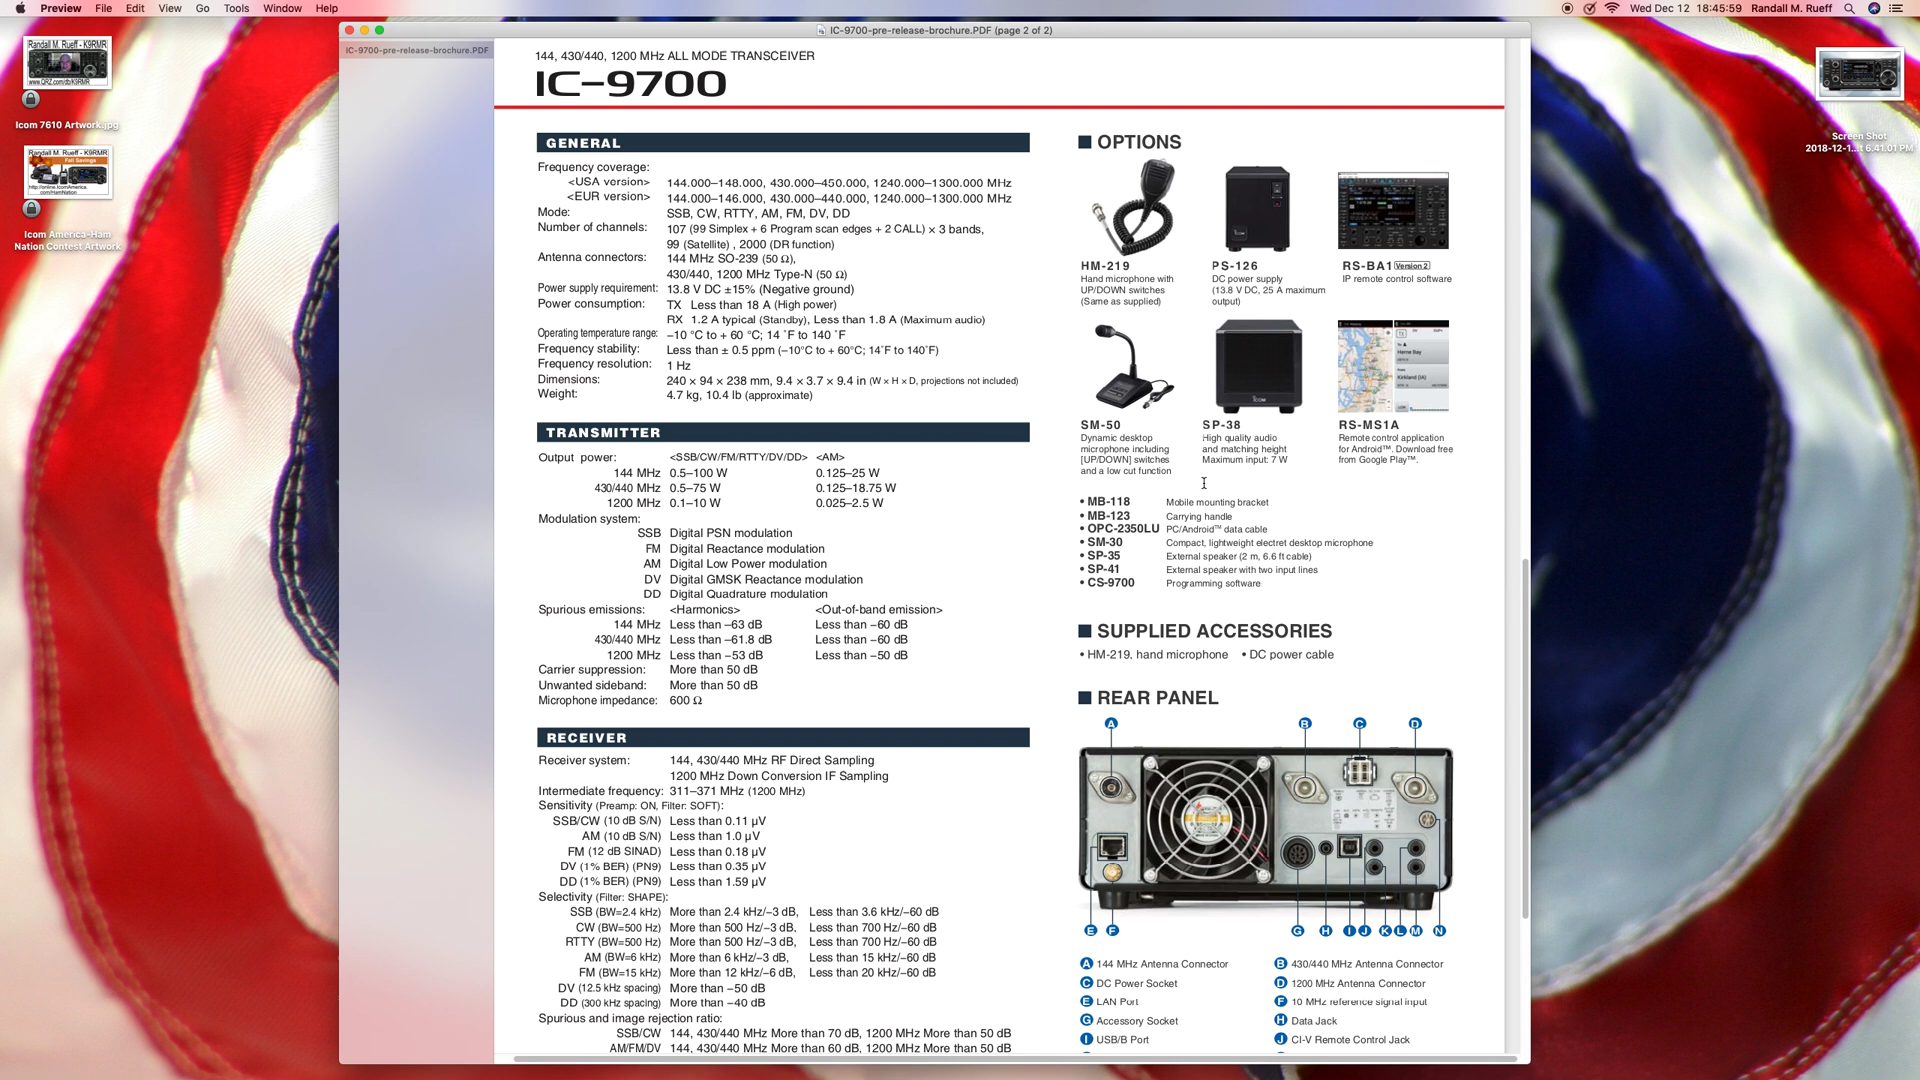 Preview File Edit View Go Tools Window Help
Wed Dec 12 18:45:59 Randall M. Rueff
IC-9700-pre-release-brochure.PDF (page 2 of 2)
IC-9700-pre-release-brochure.PDF
Randall M. Rueff - K9RMR
www.QRZ.com/db/K9RMR
Icom 7610 Artwork.jpg
Randall M. Rueff - K9RMR
Fall Savings
http://online.IcomAmerica
.com/HamNation
Icom America-Ham
Nation Contest Artwork
Screen Shot
2018-12-1...t 6.41.01 PM
144, 430/440, 1200 MHz ALL MODE TRANSCEIVER
IC-9700
GENERAL
Frequency coverage:
<USA version> 144.000–148.000, 430.000–450.000, 1240.000–1300.000 MHz
<EUR version> 144.000–146.000, 430.000–440.000, 1240.000–1300.000 MHz
Mode: SSB, CW, RTTY, AM, FM, DV, DD
Number of channels: 107 (99 Simplex + 6 Program scan edges + 2 CALL) × 3 bands,
99 (Satellite) , 2000 (DR function)
Antenna connectors: 144 MHz SO-239 (50 Ω),
430/440, 1200 MHz Type-N (50 Ω)
Power supply requirement: 13.8 V DC ±15% (Negative ground)
Power consumption: TX Less than 18 A (High power)
RX 1.2 A typical (Standby), Less than 1.8 A (Maximum audio)
Operating temperature range: −10 °C to + 60 °C; 14 ˚F to 140 ˚F
Frequency stability: Less than ± 0.5 ppm (−10°C to + 60°C; 14˚F to 140˚F)
Frequency resolution: 1 Hz
Dimensions: 240 × 94 × 238 mm, 9.4 × 3.7 × 9.4 in (W × H × D, projections not included)
Weight: 4.7 kg, 10.4 lb (approximate)
TRANSMITTER
Output power: <SSB/CW/FM/RTTY/DV/DD> <AM>
144 MHz 0.5–100 W 0.125–25 W
430/440 MHz 0.5–75 W 0.125–18.75 W
1200 MHz 0.1–10 W 0.025–2.5 W
Modulation system:
SSB Digital PSN modulation
FM Digital Reactance modulation
AM Digital Low Power modulation
DV Digital GMSK Reactance modulation
DD Digital Quadrature modulation
Spurious emissions: <Harmonics> <Out-of-band emission>
144 MHz Less than −63 dB Less than −60 dB
430/440 MHz Less than −61.8 dB Less than −60 dB
1200 MHz Less than −53 dB Less than −50 dB
Carrier suppression: More than 50 dB
Unwanted sideband: More than 50 dB
Microphone impedance: 600 Ω
RECEIVER
Receiver system: 144, 430/440 MHz RF Direct Sampling
1200 MHz Down Conversion IF Sampling
Intermediate frequency: 311–371 MHz (1200 MHz)
Sensitivity (Preamp: ON, Filter: SOFT):
SSB/CW (10 dB S/N) Less than 0.11 µV
AM (10 dB S/N) Less than 1.0 µV
FM (12 dB SINAD) Less than 0.18 µV
DV (1% BER) (PN9) Less than 0.35 µV
DD (1% BER) (PN9) Less than 1.59 µV
Selectivity (Filter: SHAPE):
SSB (BW=2.4 kHz) More than 2.4 kHz/−3 dB, Less than 3.6 kHz/−60 dB
CW (BW=500 Hz) More than 500 Hz/−3 dB, Less than 700 Hz/−60 dB
RTTY (BW=500 Hz) More than 500 Hz/−3 dB, Less than 700 Hz/−60 dB
AM (BW=6 kHz) More than 6 kHz/−3 dB, Less than 15 kHz/−60 dB
FM (BW=15 kHz) More than 12 kHz/−6 dB, Less than 20 kHz/−60 dB
DV (12.5 kHz spacing) More than −50 dB
DD (300 kHz spacing) More than −40 dB
Spurious and image rejection ratio:
SSB/CW 144, 430/440 MHz More than 70 dB, 1200 MHz More than 50 dB
AM/FM/DV 144, 430/440 MHz More than 60 dB, 1200 MHz More than 50 dB
OPTIONS
HM-219
Hand microphone with
UP/DOWN switches
(Same as supplied)
ICOM
PS-126
DC power supply
(13.8 V DC, 25 A maximum
output)
RS-BA1 Version 2
IP remote control software
SM-50
Dynamic desktop
microphone including
[UP/DOWN] switches
and a low cut function
ICOM
SP-38
High quality audio
and matching height
Maximum input: 7 W
Herne Bay
Kirkland (IA)
RS-MS1A
Remote control application
for Android™. Download free
from Google Play™.
• MB-118 Mobile mounting bracket
• MB-123 Carrying handle
• OPC-2350LU PC/Android™ data cable
• SM-30 Compact, lightweight electret desktop microphone
• SP-35 External speaker (2 m, 6.6 ft cable)
• SP-41 External speaker with two input lines
• CS-9700 Programming software
SUPPLIED ACCESSORIES
• HM-219, hand microphone • DC power cable
REAR PANEL
A B C D
E F G H I J K L M N
A 144 MHz Antenna Connector B 430/440 MHz Antenna Connector
C DC Power Socket D 1200 MHz Antenna Connector
E LAN Port F 10 MHz reference signal input
G Accessory Socket H Data Jack
I USB/B Port J CI-V Remote Control Jack